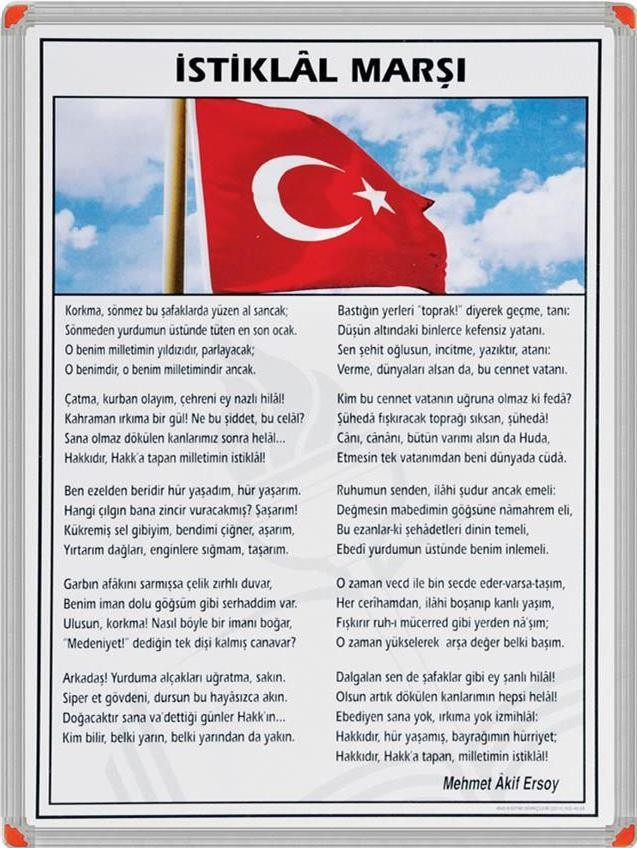 İSTİKLÂL MARŞI
Korkma, sönmez bu şafaklarda yüzen al sancak;
Sönmeden yurdumun üstünde tüten en son ocak.
O benim milletimin yıldızıdır, parlayacak;
O benimdir, o benim milletimindir ancak.
Çatma, kurban olayım, çehreni ey nazlı hilâl!
Kahraman ırkıma bir gül! Ne bu şiddet, bu celâl?
Sana olmaz dökülen kanlarımız sonra helâl...
Hakkıdır, Hakk'a tapan milletimin istiklâl!
Ben ezelden beridir hür yaşadım, hür yaşarım.
Hangi çılgın bana zincir vuracakmış? Şaşarım!
Kükremiş sel gibiyim, bendimi çiğner, aşarım,
Yırtarım dağları, enginlere sığmam, taşarım.
Garbın afâkını sarmışsa çelik zırhlı duvar,
Benim iman dolu göğsüm gibi serhaddim var.
Ulusun, korkma! Nasıl böyle bir imanı boğar,
"Medeniyet!" dediğin tek dişi kalmış canavar?
Arkadaş! Yurduma alçakları uğratma, sakın.
Siper et gövdeni, dursun bu hayâsızca akın.
Doğacaktır sana va'dettiği günler Hakk'ın...
Kim bilir, belki yarın, belki yarından da yakın.
Bastığın yerleri "toprak!" diyerek geçme, tanı:
Düşün altındaki binlerce kefensiz yatanı.
Sen şehit oğlusun, incitme, yazıktır, atanı:
Verme, dünyaları alsan da, bu cennet vatanı.
Kim bu cennet vatanın uğruna olmaz ki fedâ?
Şühedâ fışkıracak toprağı sıksan, şühedâ!
Cânı, cânânı, bütün varımı alsın da Huda,
Etmesin tek vatanımdan beni dünyada cüdâ.
Ruhumun senden, ilâhi şudur ancak emeli:
Değmesin mabedimin göğsüne nâmahrem eli,
Bu ezanlar-ki şehâdetleri dinin temeli,
Ebedî yurdumun üstünde benim inlemeli.
O zaman vecd ile bin secde eder-varsa-taşım,
Her cerîhamdan, ilâhi boşanıp kanlı yaşım,
Fışkırır ruh-ı mücerred gibi yerden nâ'şım;
O zaman yükselerek arşa değer belki başım.
Dalgalan sen de şafaklar gibi ey şanlı hilâl!
Olsun artık dökülen kanlarımın hepsi helâl!
Ebediyen sana yok, ırkıma yok izmihlâl:
Hakkıdır, hür yaşamış, bayrağımın hürriyet;
Hakkıdır, Hakk'a tapan, milletimin istiklâl!
Mehmet Âkif Ersoy